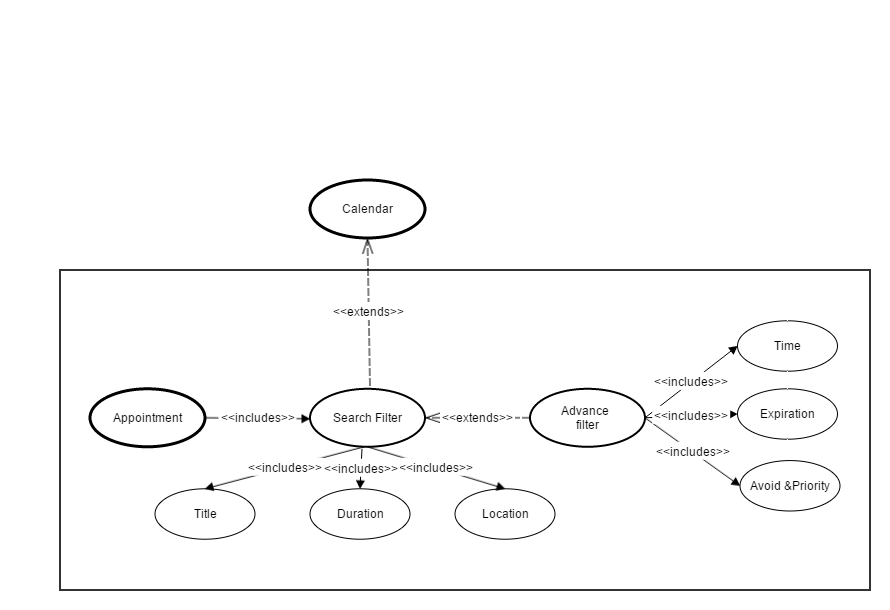 Calendar
<<extends>>
Time
<<includes>>
Appointment
<<includes>>
Search Filter
<<extends>>
Advance
filter
<<includes>>
Expiration
<<includes>>
<<includes>>
<<includes>>
<<includes>>
Avoid &Priority
Title
Duration
Location